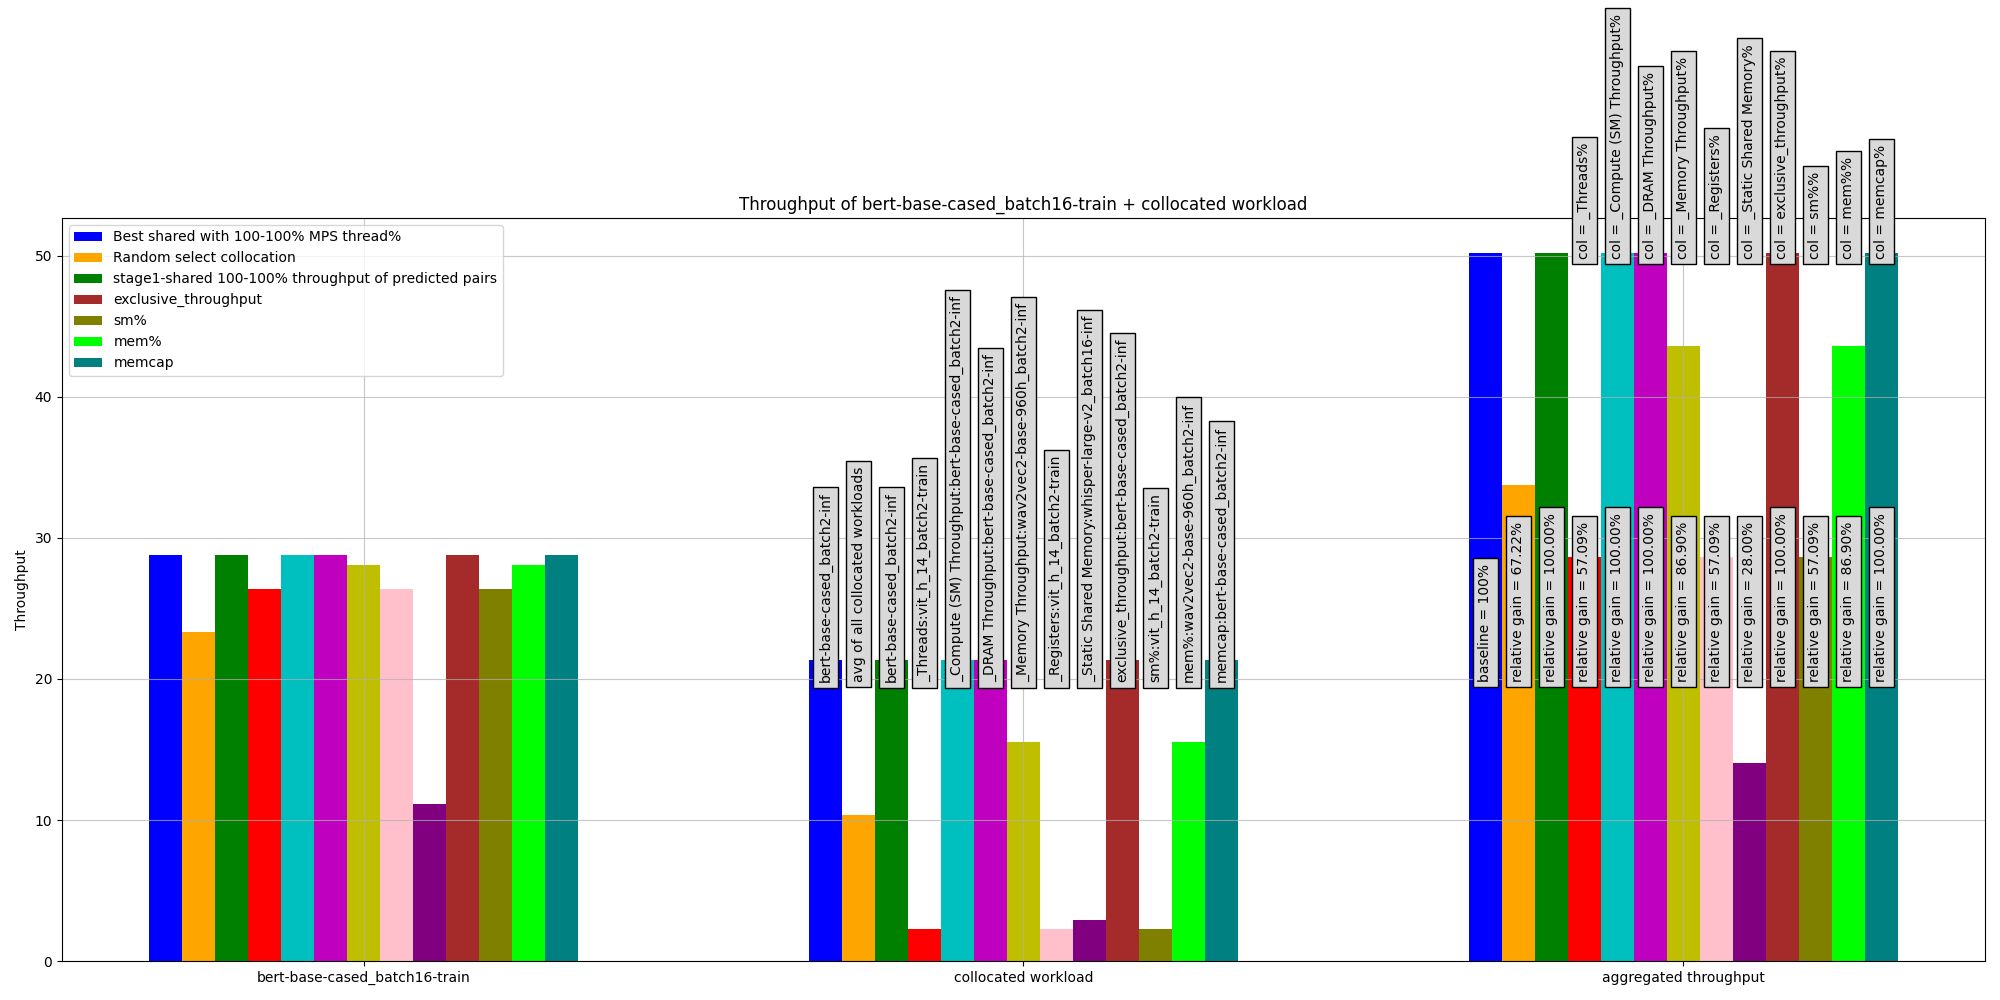 col = _Threads%
col = _Compute (SM) Throughput%
col = _DRAM Throughput%
col = _Memory Throughput%
col = _Registers%
col = _Static Shared Memory%
col = exclusive_throughput%
col = sm%%
col = mem%%
col = memcap%
Throughput of bert-base-cased_batch16-train + collocated workload
Best shared with 100-100% MPS thread%
Random select collocation
stage1-shared 100-100% throughput of predicted pairs
exclusive_throughput
sm%
mem%
memcap
Throughput
50
40
30
20
10
0
bert-base-cased_batch2-inf
avg of all collocated workloads
bert-base-cased_batch2-inf
_Threads:vit_h_14_batch2-train
_Compute (SM) Throughput:bert-base-cased_batch2-inf
_DRAM Throughput:bert-base-cased_batch2-inf
_Memory Throughput:wav2vec2-base-960h_batch2-inf
_Registers:vit_h_14_batch2-train
_Static Shared Memory:whisper-large-v2_batch16-inf
exclusive_throughput:bert-base-cased_batch2-inf
sm%:vit_h_14_batch2-train
mem%:wav2vec2-base-960h_batch2-inf
memcap:bert-base-cased_batch2-inf
baseline = 100%
relative gain = 67.22%
relative gain = 100.00%
relative gain = 57.09%
relative gain = 100.00%
relative gain = 100.00%
relative gain = 86.90%
relative gain = 57.09%
relative gain = 28.00%
relative gain = 100.00%
relative gain = 57.09%
relative gain = 86.90%
relative gain = 100.00%
bert-base-cased_batch16-train
collocated workload
aggregated throughput